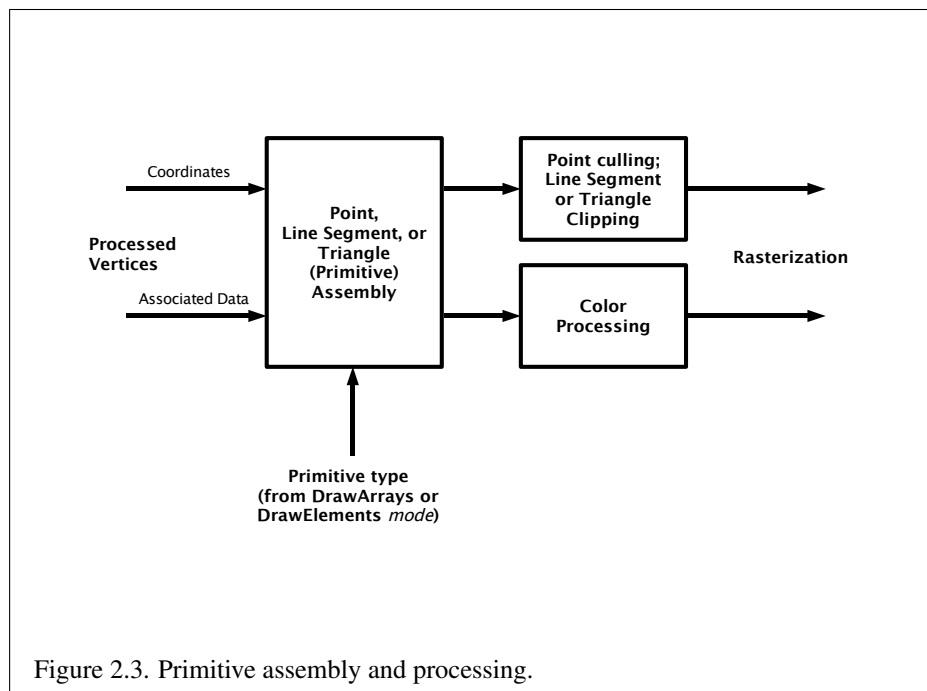 Coordinates
Processed
Vertices
Associated Data
Point,
Line Segment, or
Triangle
(Primitive)
Assembly
Point culling;
Line Segment
or Triangle
Clipping
Color
Processing
Rasterization
Primitive type
(from DrawArrays or
DrawElements mode)
Figure 2.3. Primitive assembly and processing.